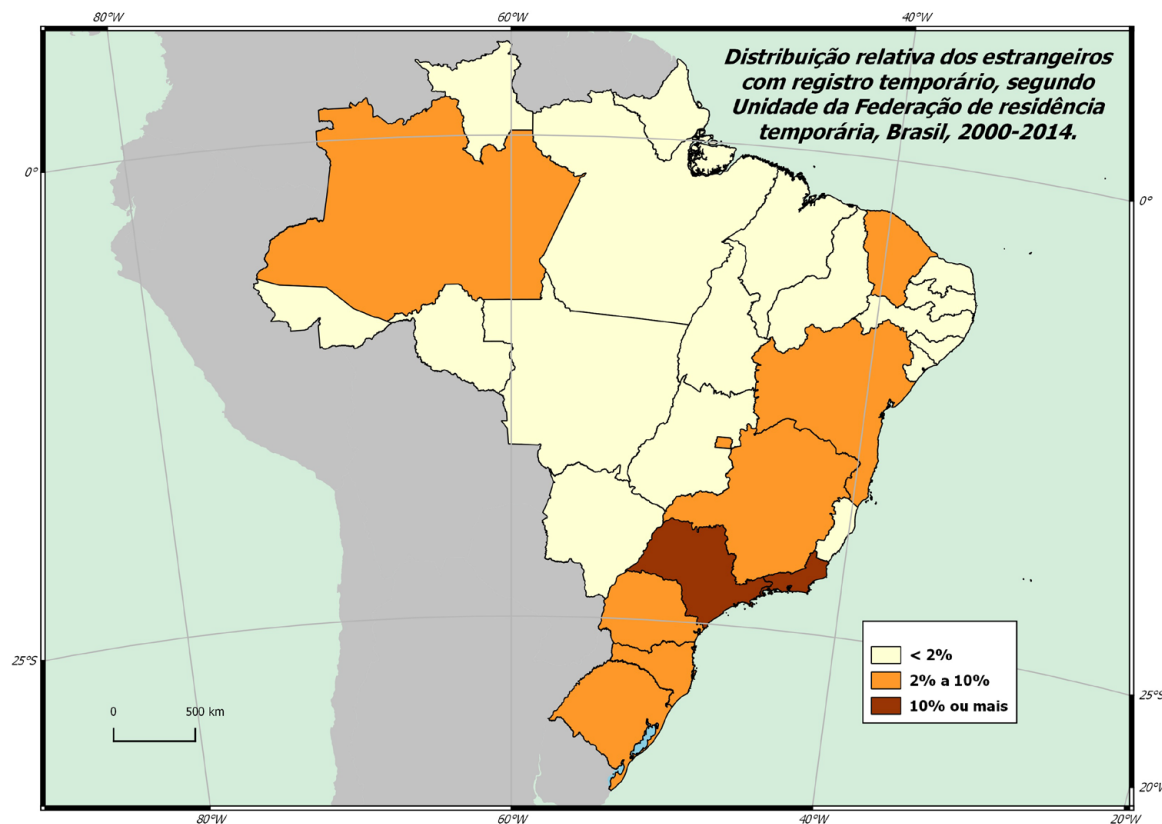 80°W 60°W 40°W
Distribuição relativa dos estrangeiros
com registro temporário, segundo
Unidade da Federação de residência
temporária, Brasil, 2000-2014.
0° 0°
< 2%
2% a 10%
10% ou mais
25°S 25°S
0 500 km
20°
80°W 60°W 40°W 20°W